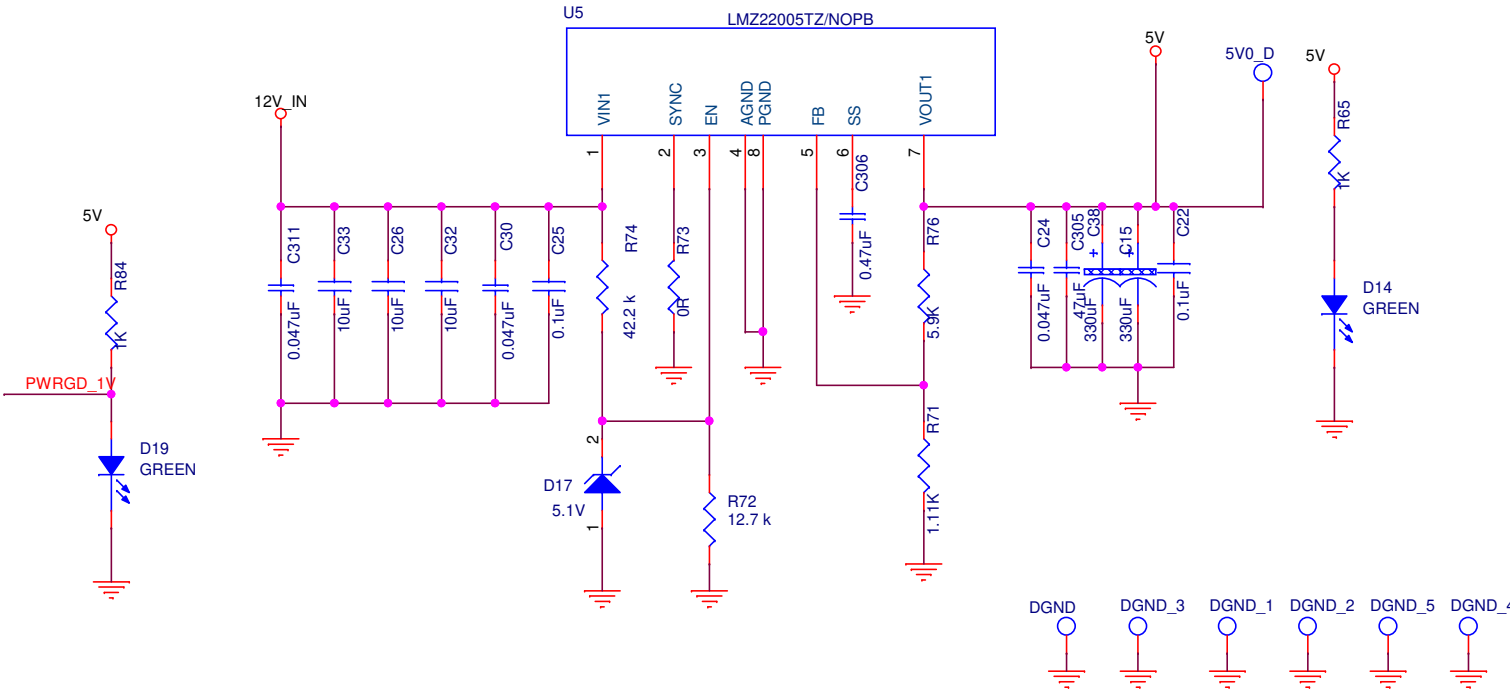 U5
LMZ22005TZ/NOPB
VIN1
SYNC
EN
AGND
PGND
FB
SS
VOUT1
1
2
3
4
8
5
6
7
12V_IN
5V
5V0_D
5V
R65
1K
D14
GREEN
5V
R84
1K
PWRGD_1V
D19
GREEN
C311
0.047uF
C33
10uF
C26
10uF
C32
10uF
C30
0.047uF
C25
0.1uF
R74
42.2 k
R73
0R
C306
0.47uF
R76
5.9K
R71
1.11K
C24
0.047uF
C305
47uF
C38
+
330uF
C15
+
330uF
C22
0.1uF
2
D17
5.1V
1
R72
12.7 k
DGND
DGND_3
DGND_1
DGND_2
DGND_5
DGND_4